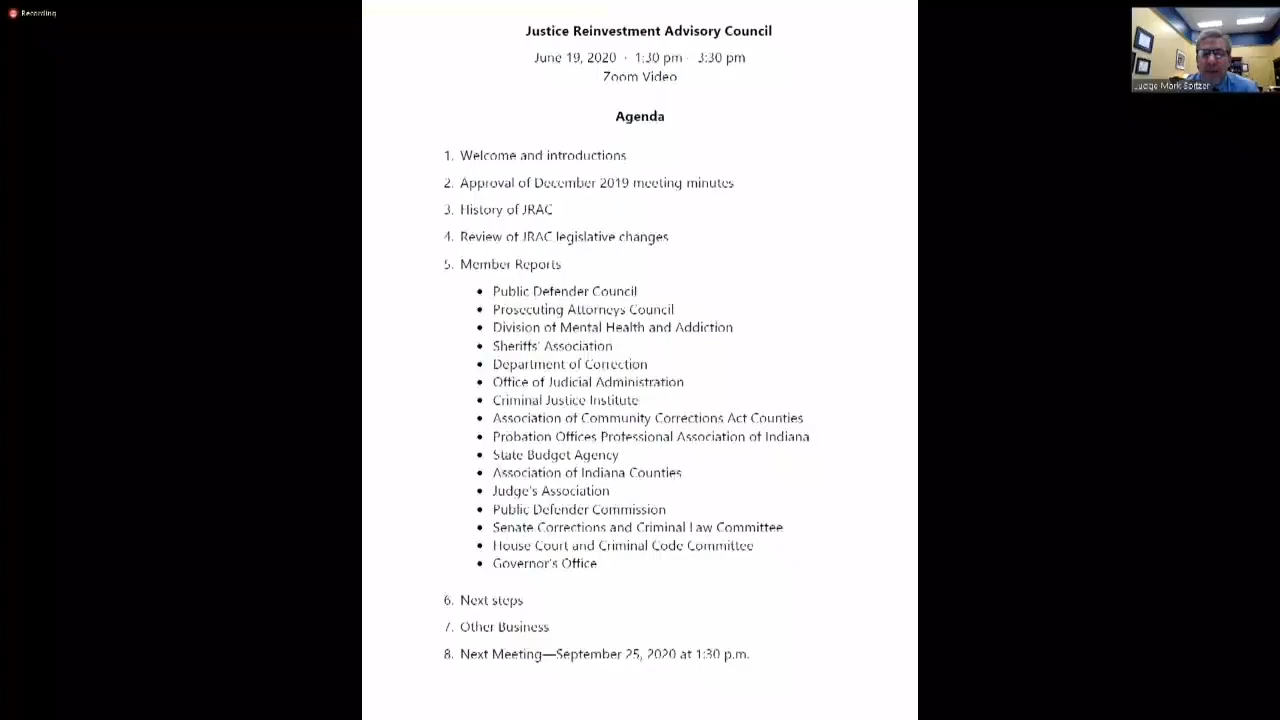 Recording
Justice Reinvestment Advisory Council
June 19, 2020 · 1:30 pm - 3:30 pm
Zoom Video
Judge Mark Spitzer
Agenda
1. Welcome and introductions
2. Approval of December 2019 meeting minutes
3. History of JRAC
4. Review of JRAC legislative changes
5. Member Reports
• Public Defender Council
• Prosecuting Attorneys Council
• Division of Mental Health and Addiction
• Sheriffs' Association
• Department of Correction
• Office of Judicial Administration
• Criminal Justice Institute
• Association of Community Corrections Act Counties
• Probation Offices Professional Association of Indiana
• State Budget Agency
• Association of Indiana Counties
• Judge's Association
• Public Defender Commission
• Senate Corrections and Criminal Law Committee
• House Court and Criminal Code Committee
• Governor's Office
6. Next steps
7. Other Business
8. Next Meeting—September 25, 2020 at 1:30 p.m.